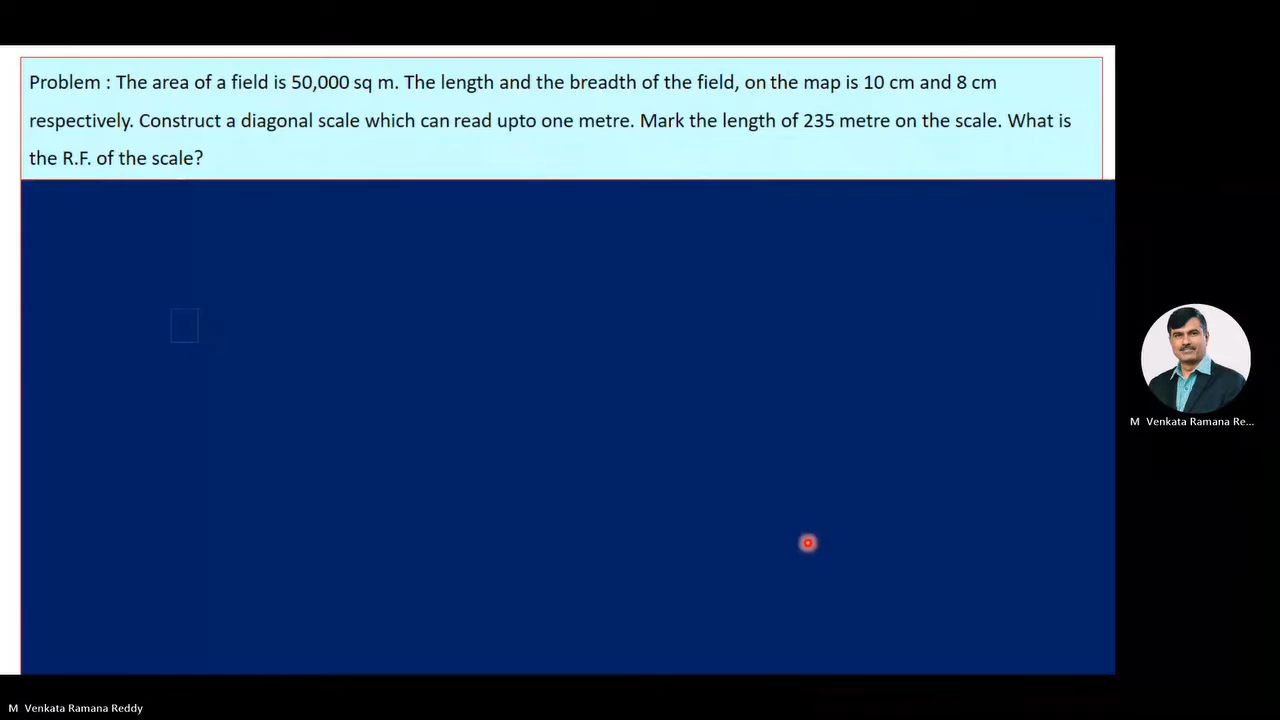 Problem : The area of a field is 50,000 sq m. The length and the breadth of the field, on the map is 10 cm and 8 cm
respectively. Construct a diagonal scale which can read upto one metre. Mark the length of 235 metre on the scale. What is
the R.F. of the scale?
M Venkata Ramana Re...
M Venkata Ramana Reddy